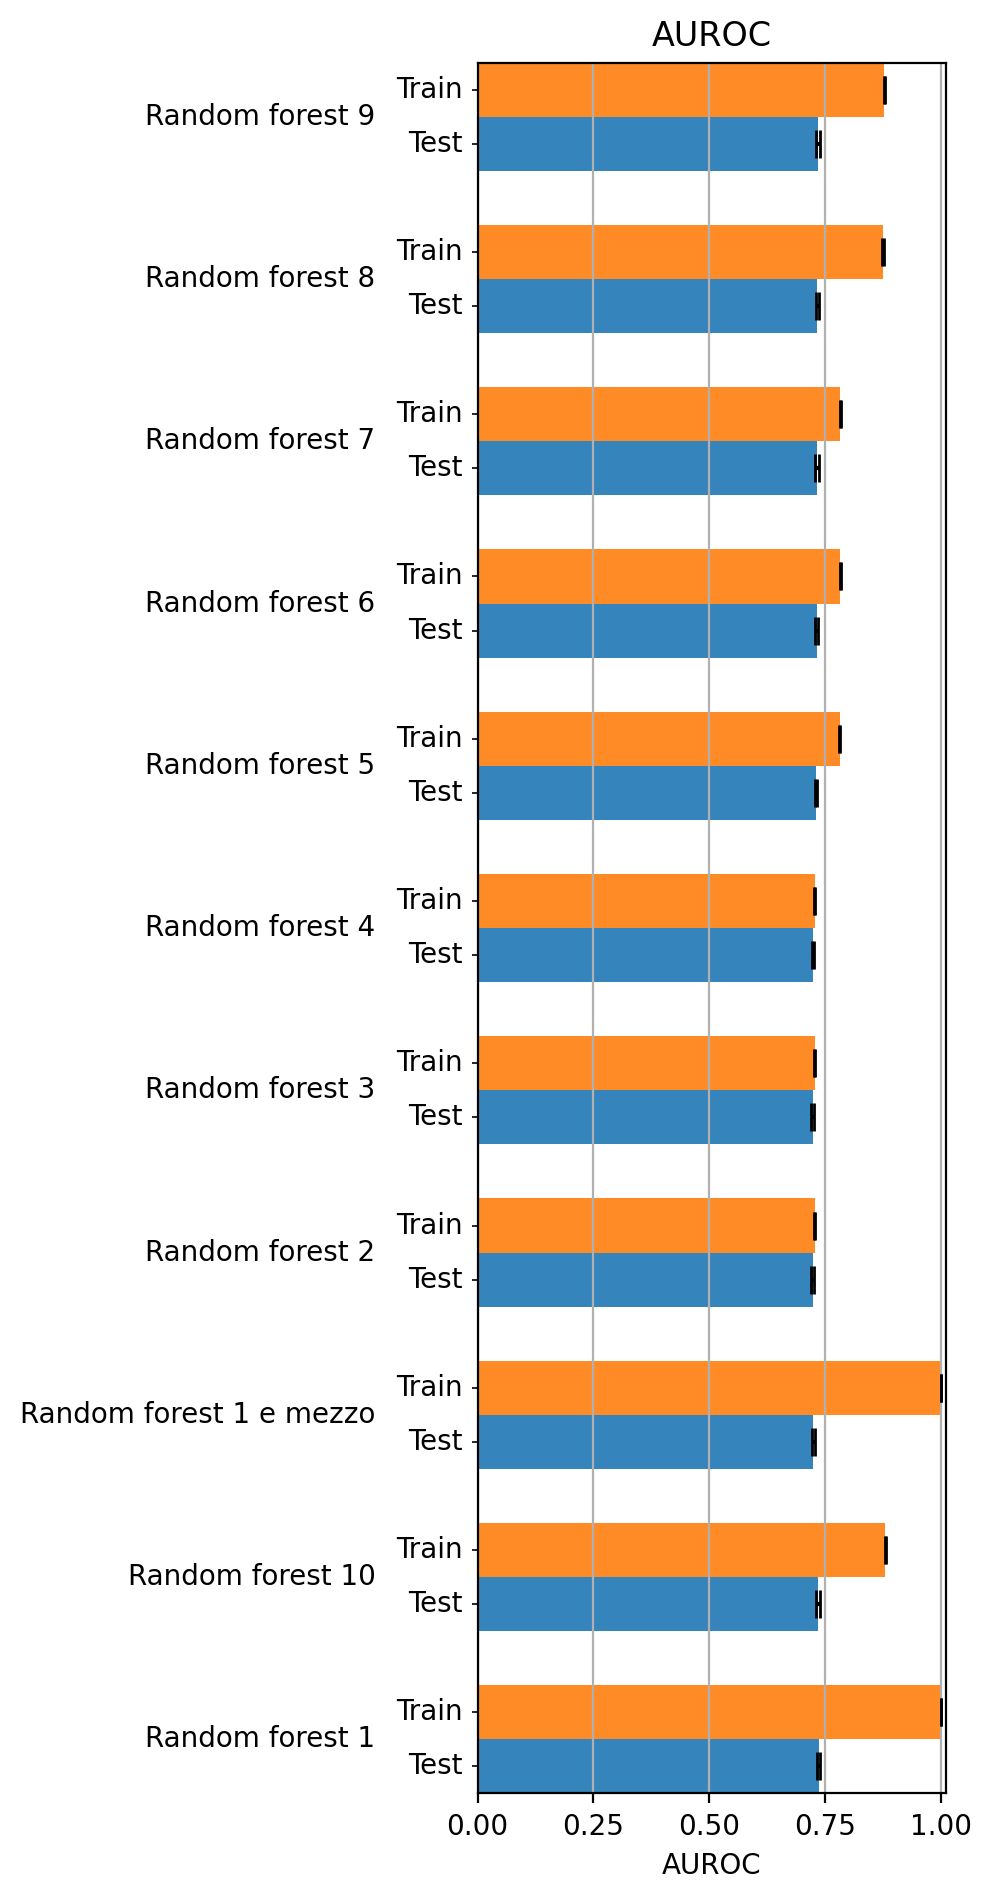 AUROC
Random forest 9
Train
Test
Random forest 8
Train
Test
Random forest 7
Train
Test
Random forest 6
Train
Test
Random forest 5
Train
Test
Random forest 4
Train
Test
Random forest 3
Train
Test
Random forest 2
Train
Test
Random forest 1 e mezzo
Train
Test
Random forest 10
Train
Test
Random forest 1
Train
Test
0.00 0.25 0.50 0.75 1.00
AUROC